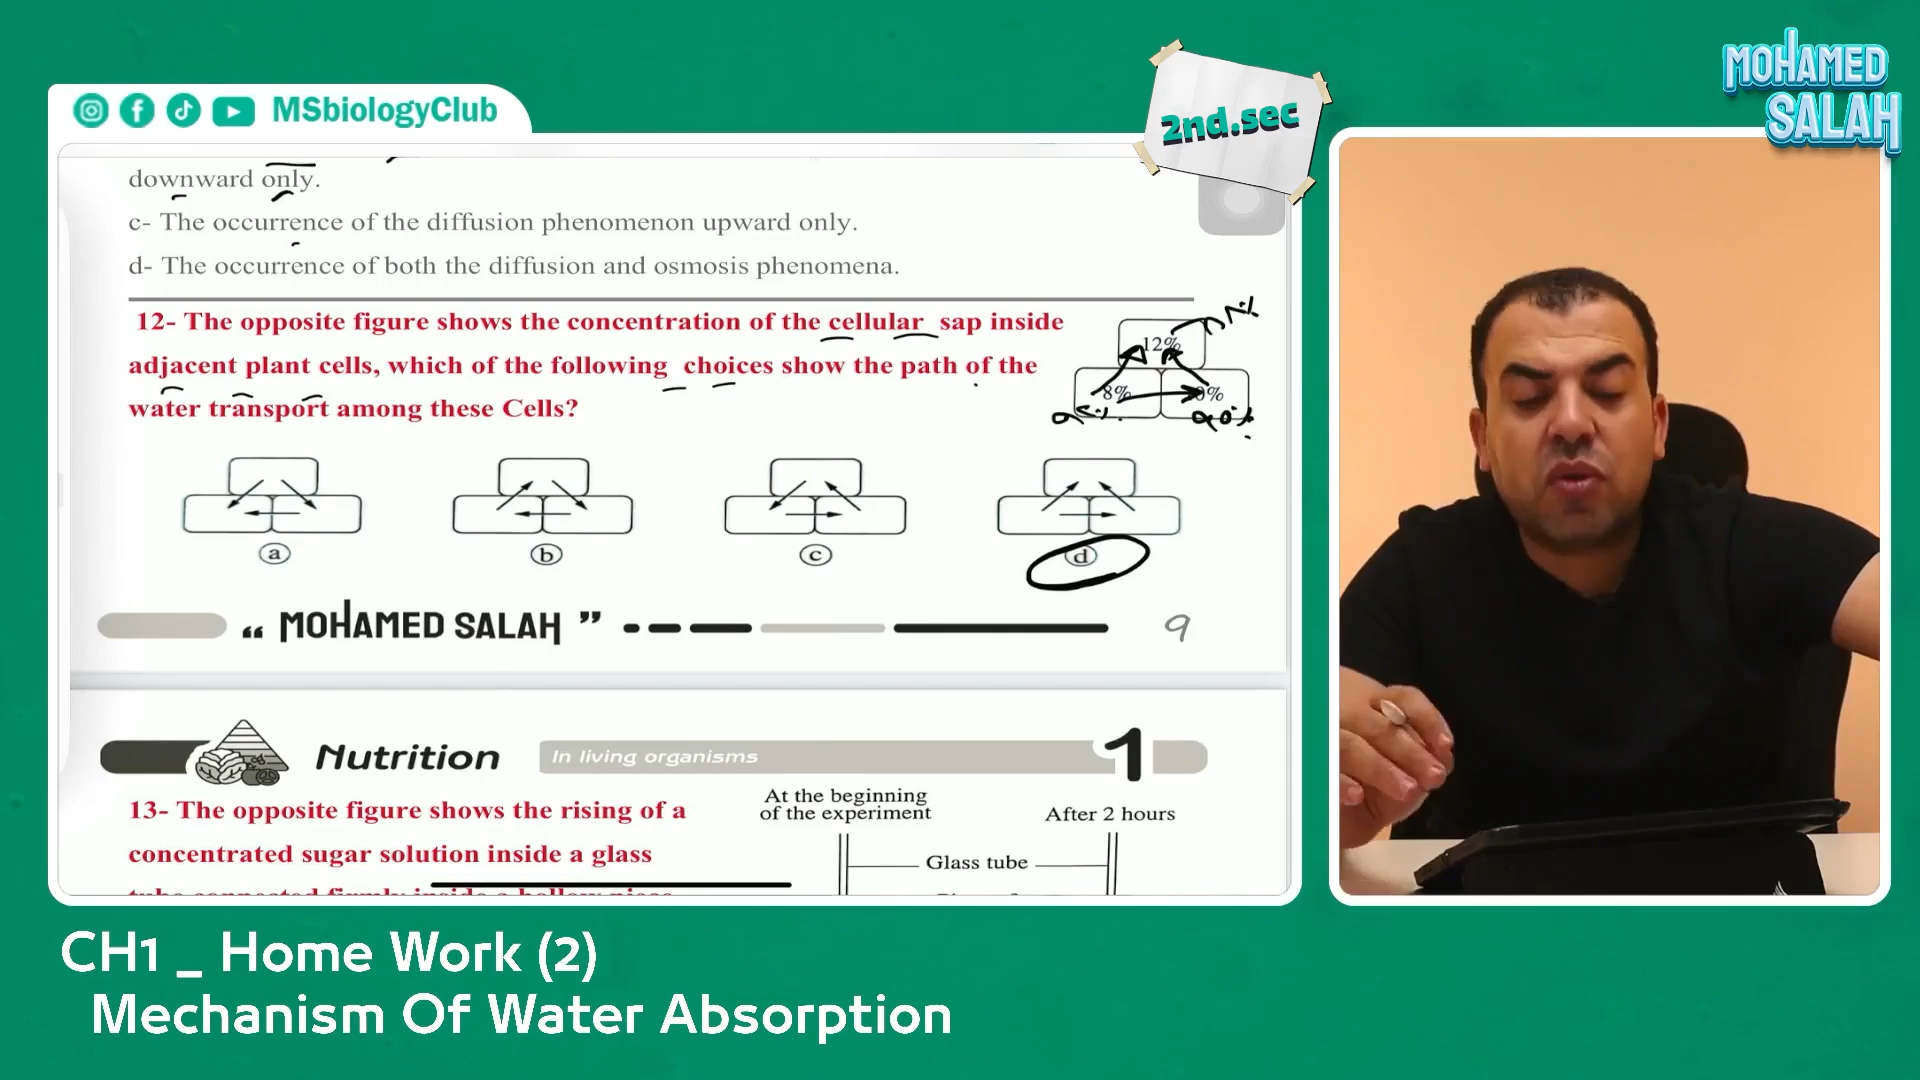 MOHAMED
SALAH
MSbiologyClub
2nd.sec
downward only.
c- The occurrence of the diffusion phenomenon upward only.
d- The occurrence of both the diffusion and osmosis phenomena.
12- The opposite figure shows the concentration of the cellular sap inside
adjacent plant cells, which of the following choices show the path of the
water transport among these Cells?
12%
8%
a
b
c
d
“ MOHAMED SALAH ”
9
Nutrition
In living organisms
1
13- The opposite figure shows the rising of a
concentrated sugar solution inside a glass
At the beginning
of the experiment
After 2 hours
Glass tube
CH1 _ Home Work (2)
Mechanism Of Water Absorption